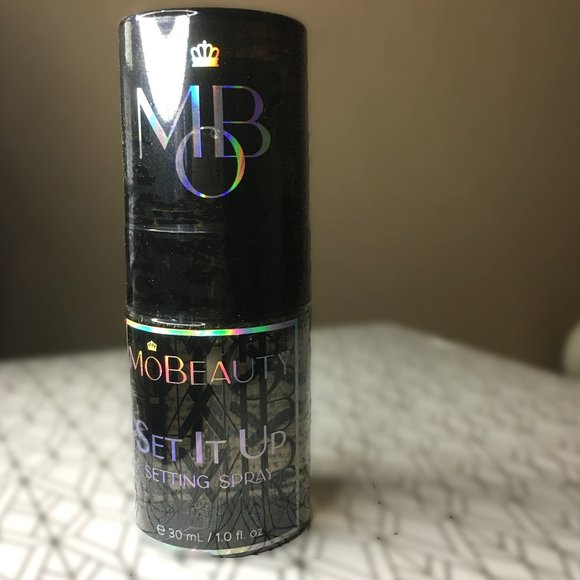 MOB
MOBEAUTY
SET IT UP
SETTING SPRAY
℮ 30 mL / 1.0 fl. oz